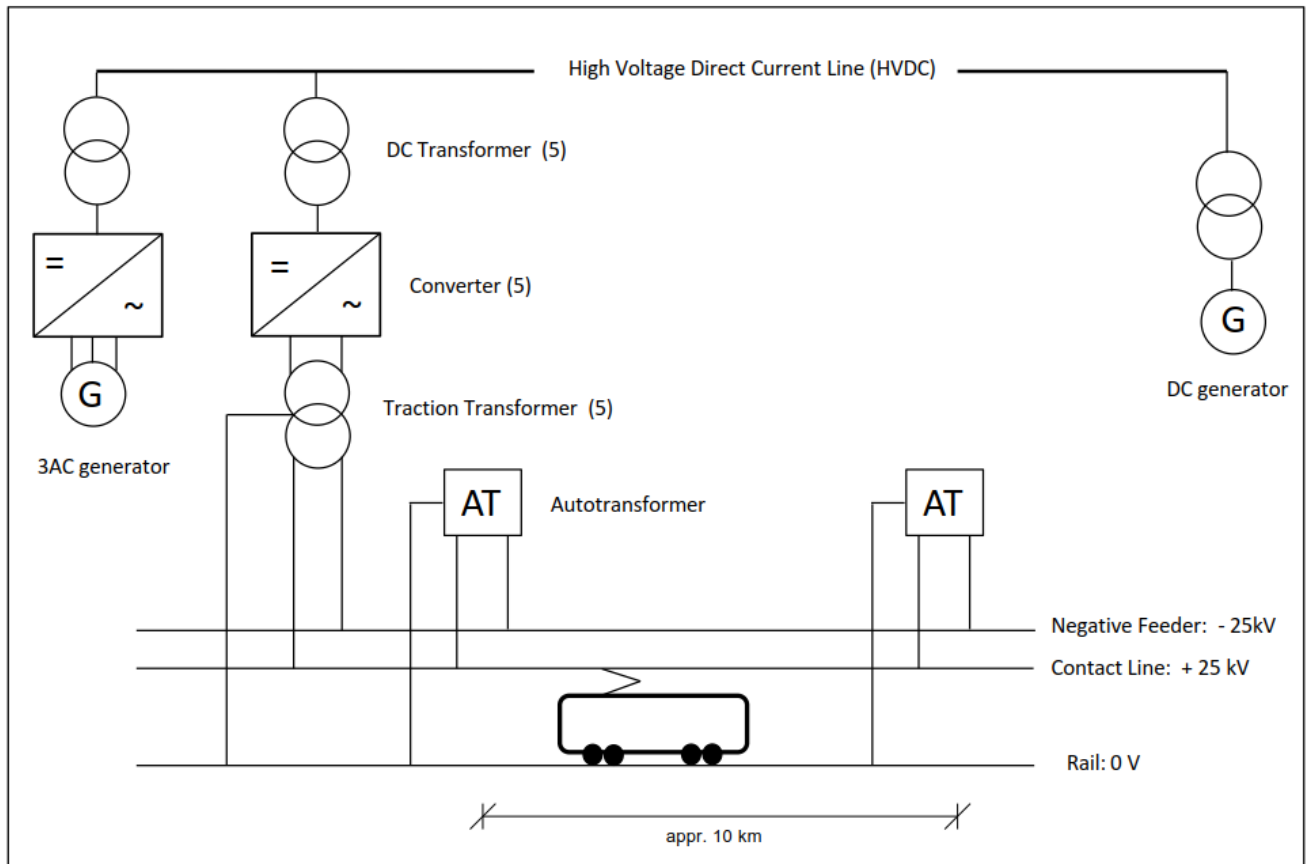 High Voltage Direct Current Line (HVDC)
DC Transformer (5)
=
~
=
~
Converter (5)
G
G
DC generator
Traction Transformer (5)
3AC generator
AT
Autotransformer
AT
Negative Feeder: - 25kV
Contact Line: + 25 kV
Rail: 0 V
appr. 10 km